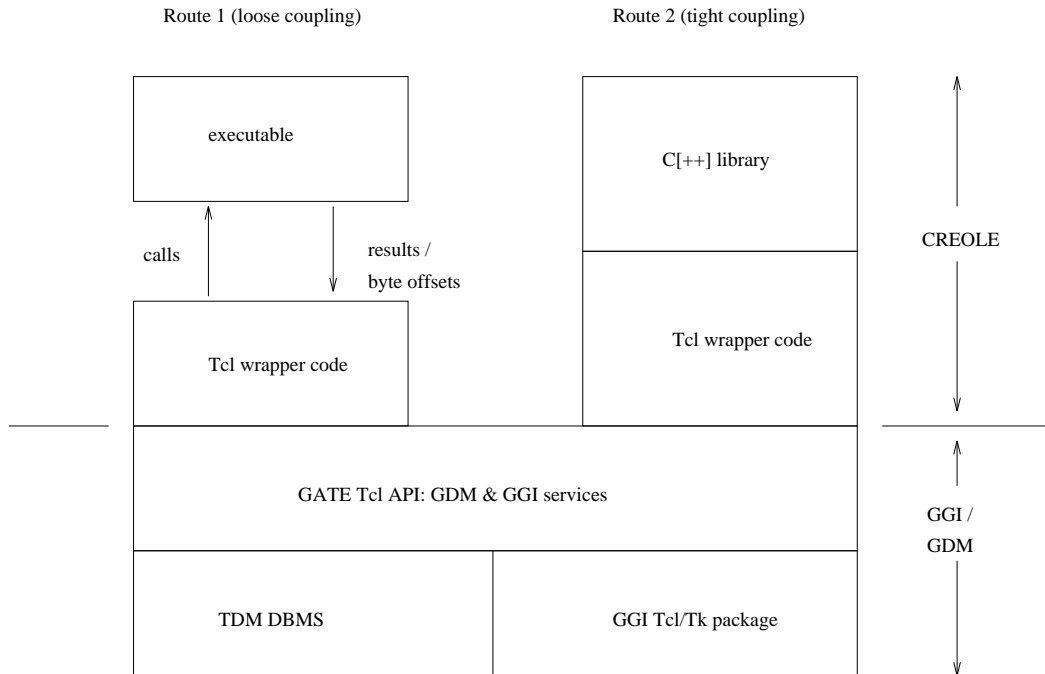 Route 1 (loose coupling)
Route 2 (tight coupling)
executable
C[++] library
calls
results /
byte offsets
CREOLE
Tcl wrapper code
Tcl wrapper code
GATE Tcl API: GDM & GGI services
GGI /
GDM
TDM DBMS
GGI Tcl/Tk package